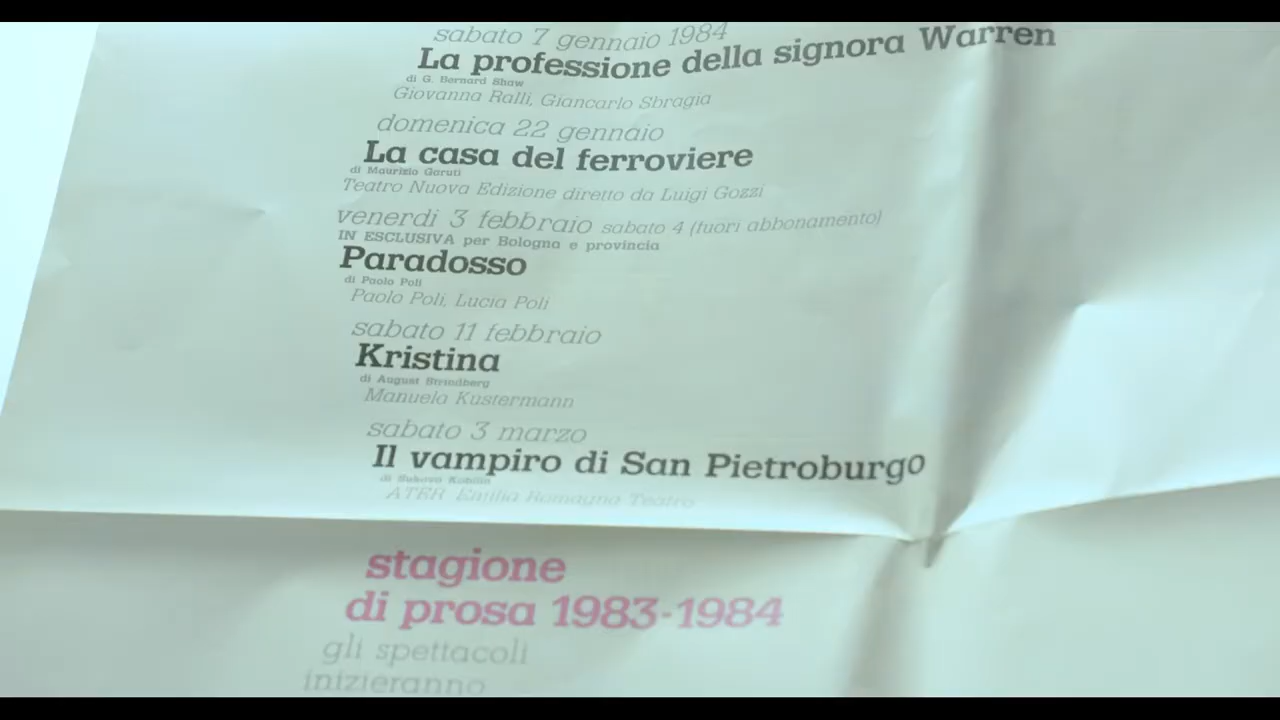 sabato 7 gennaio 1984
La professione della signora Warren
di G. Bernard Shaw
Giovanna Ralli, Giancarlo Sbragia
domenica 22 gennaio
La casa del ferroviere
di Maurizio Garuti
Teatro Nuova Edizione diretto da Luigi Gozzi
venerdi 3 febbraio sabato 4 (fuori abbonamento)
IN ESCLUSIVA per Bologna e provincia
Paradosso
di Paolo Poli
Paolo Poli, Lucia Poli
sabato 11 febbraio
Kristina
di August Strindberg
Manuela Kustermann
sabato 3 marzo
Il vampiro di San Pietroburgo
di Sukovo Kobilin
ATER Emilia Romagna Teatro
stagione
di prosa 1983-1984
gli spettacoli
inizieranno